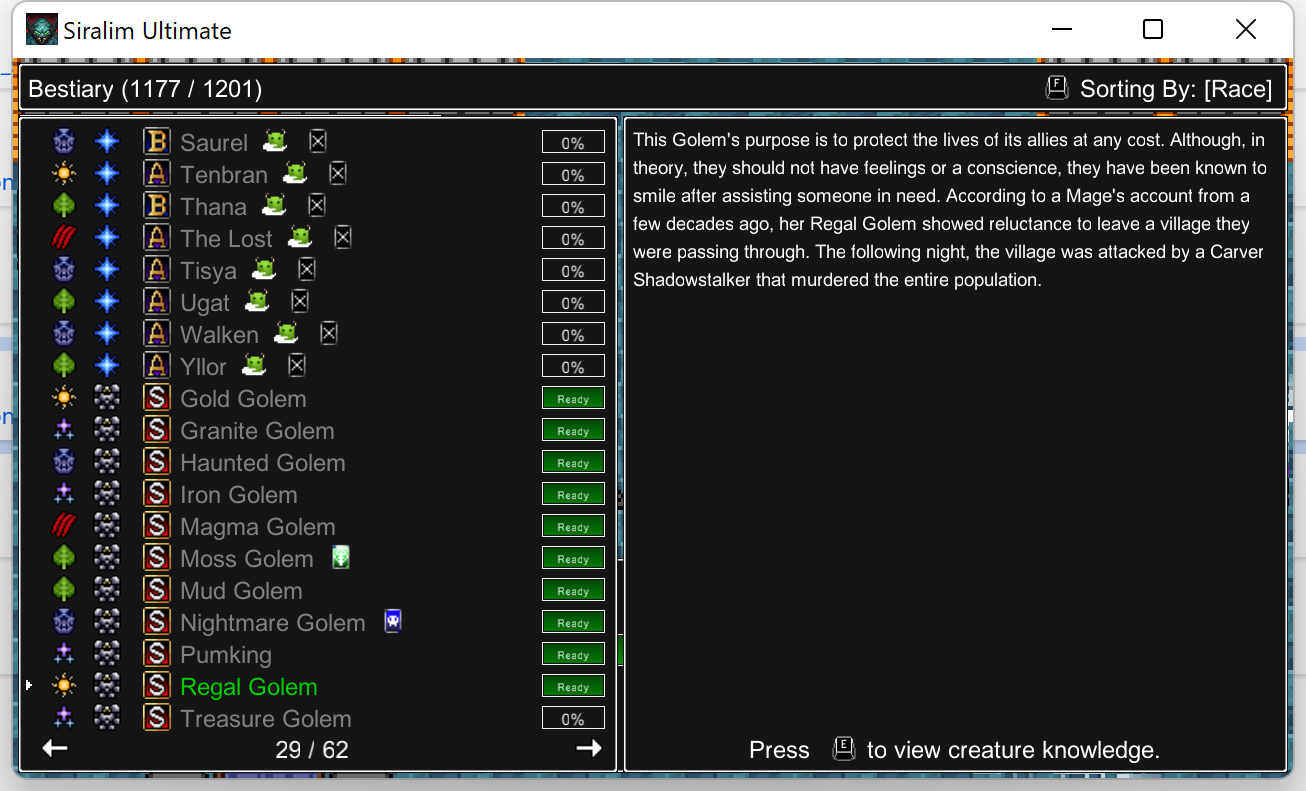 Siralim Ultimate
Bestiary (1177 / 1201)
F Sorting By: [Race]
B Saurel 0%
A Tenbran 0%
B Thana 0%
A The Lost 0%
A Tisya 0%
A Ugat 0%
A Walken 0%
A Yllor 0%
S Gold Golem Ready
S Granite Golem Ready
S Haunted Golem Ready
S Iron Golem Ready
S Magma Golem Ready
S Moss Golem Ready
S Mud Golem Ready
S Nightmare Golem Ready
S Pumking Ready
S Regal Golem Ready
S Treasure Golem 0%
29 / 62
This Golem's purpose is to protect the lives of its allies at any cost. Although, in
theory, they should not have feelings or a conscience, they have been known to
smile after assisting someone in need. According to a Mage's account from a
few decades ago, her Regal Golem showed reluctance to leave a village they
were passing through. The following night, the village was attacked by a Carver
Shadowstalker that murdered the entire population.
Press E to view creature knowledge.